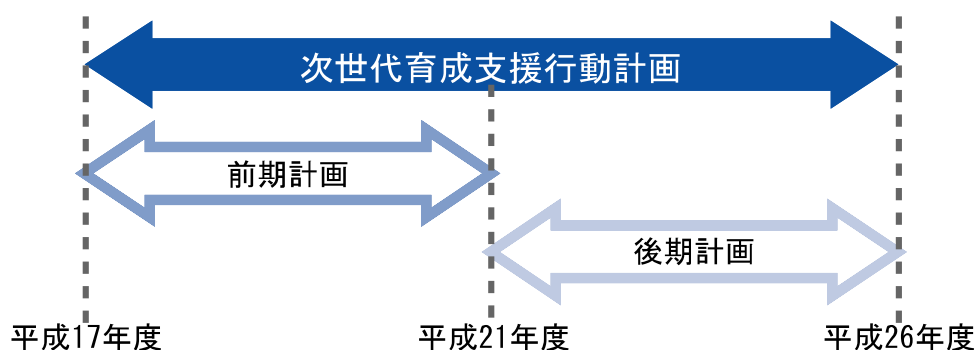 次世代育成支援行動計画
前期計画
後期計画
平成17年度
平成21年度
平成26年度